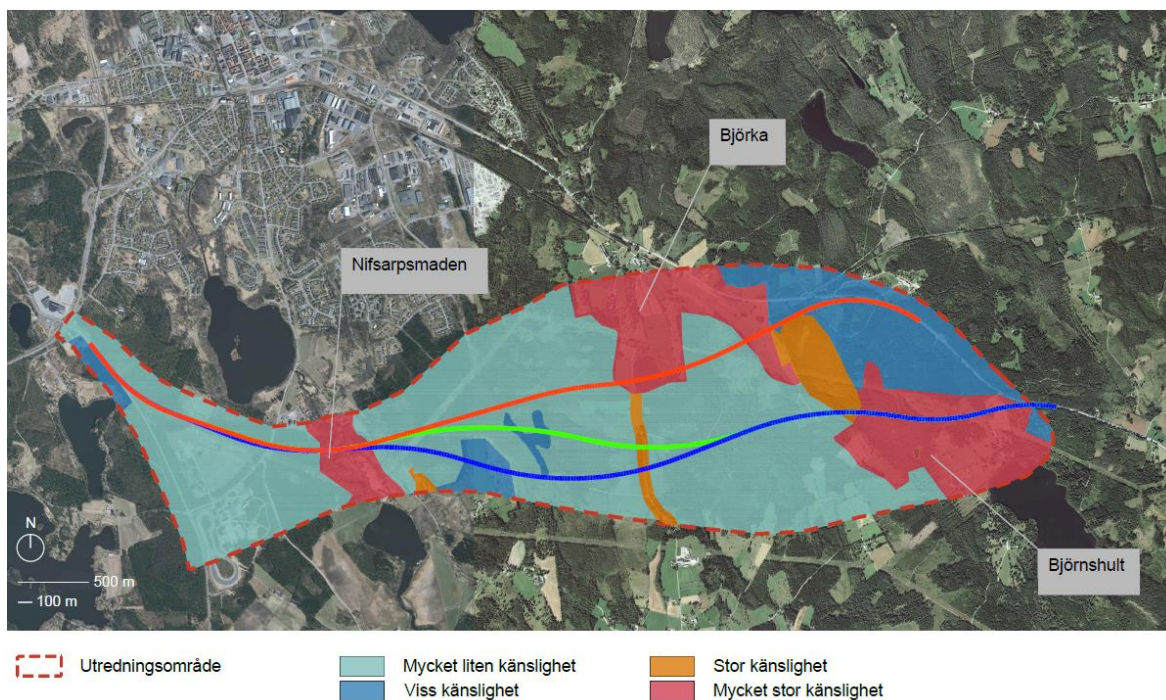 Björka
Nifsarpsmaden
N
500 m
100 m
Björnshult
Utredningsområde
Mycket liten känslighet
Viss känslighet
Stor känslighet
Mycket stor känslighet